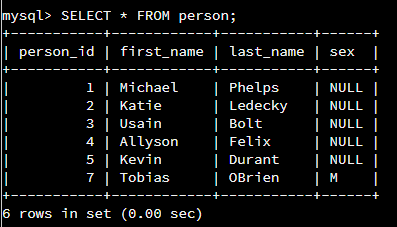 mysql> SELECT * FROM person;
+-----------+------------+-----------+------+
| person_id | first_name | last_name | sex  |
+-----------+------------+-----------+------+
|         1 | Michael    | Phelps    | NULL |
|         2 | Katie      | Ledecky   | NULL |
|         3 | Usain      | Bolt      | NULL |
|         4 | Allyson    | Felix     | NULL |
|         5 | Kevin      | Durant    | NULL |
|         7 | Tobias     | OBrien    | M    |
+-----------+------------+-----------+------+
6 rows in set (0.00 sec)